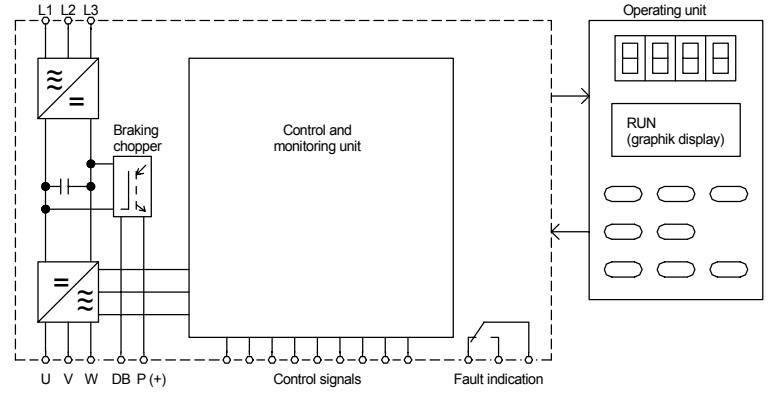 L1 L2 L3
Operating unit
8888
Braking
chopper
Control and
monitoring unit
RUN
(graphik display)
U V W DB P (+)
Control signals
Fault indication